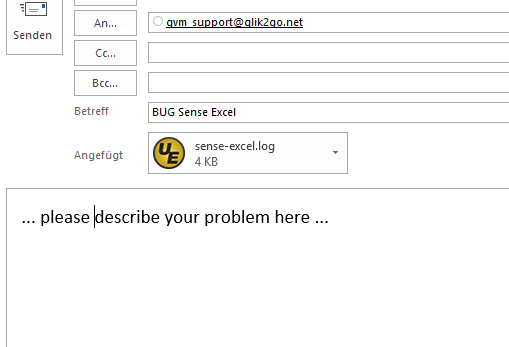 Senden
An...
qvm_support@qlik2go.net
Cc...
Bcc...
Betreff
BUG Sense Excel
Angefügt
UE
sense-excel.log
4 KB
... please describe your problem here ...